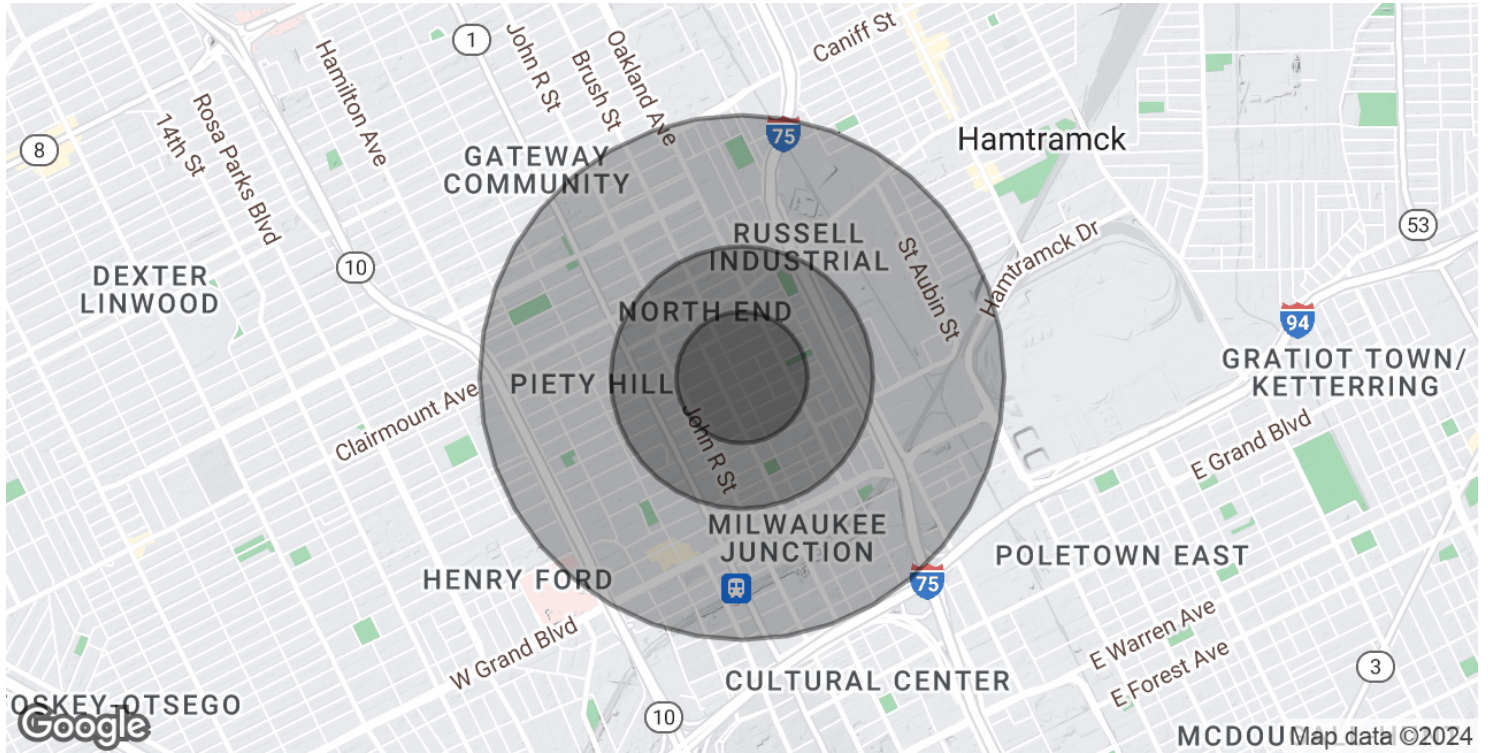 1
John R St
Brush St
Oakland Ave
Caniff St
Hamilton Ave
75
8
Rosa Parks Blvd
14th St
Hamtramck
GATEWAY
COMMUNITY
53
RUSSELL
INDUSTRIAL
St Aubin St
Hamtramck Dr
10
DEXTER
LINWOOD
NORTH END
94
GRATIOT TOWN/
KETTERRING
PIETY HILL
Clairmount Ave
John R St
E Grand Blvd
MILWAUKEE
JUNCTION
POLETOWN EAST
HENRY FORD
75
W Grand Blvd
E Warren Ave
E Forest Ave
3
CULTURAL CENTER
OSKEY-OTSEGO
Google
10
MCDOU
Map data ©2024